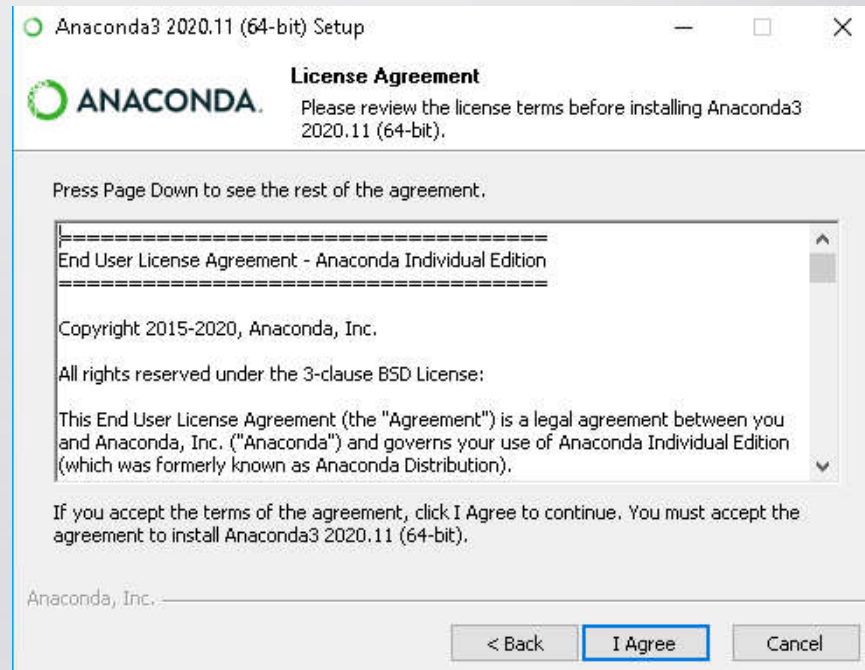 Anaconda3 2020.11 (64-bit) Setup
ANACONDA.
License Agreement
Please review the license terms before installing Anaconda3
2020.11 (64-bit).
Press Page Down to see the rest of the agreement.
===================================
End User License Agreement - Anaconda Individual Edition
===================================
Copyright 2015-2020, Anaconda, Inc.
All rights reserved under the 3-clause BSD License:
This End User License Agreement (the "Agreement") is a legal agreement between you
and Anaconda, Inc. ("Anaconda") and governs your use of Anaconda Individual Edition
(which was formerly known as Anaconda Distribution).
If you accept the terms of the agreement, click I Agree to continue. You must accept the
agreement to install Anaconda3 2020.11 (64-bit).
Anaconda, Inc.
< Back
I Agree
Cancel